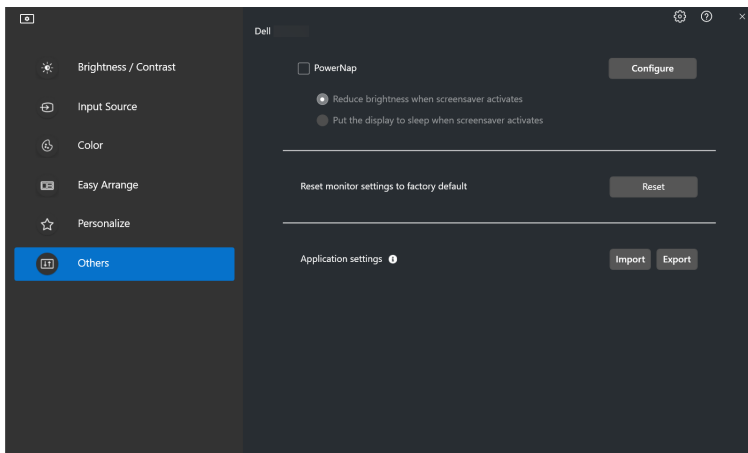 Dell
Brightness / Contrast
Input Source
Color
Easy Arrange
Personalize
Others
PowerNap
Configure
Reduce brightness when screensaver activates
Put the display to sleep when screensaver activates
Reset monitor settings to factory default
Reset
Application settings
Import
Export